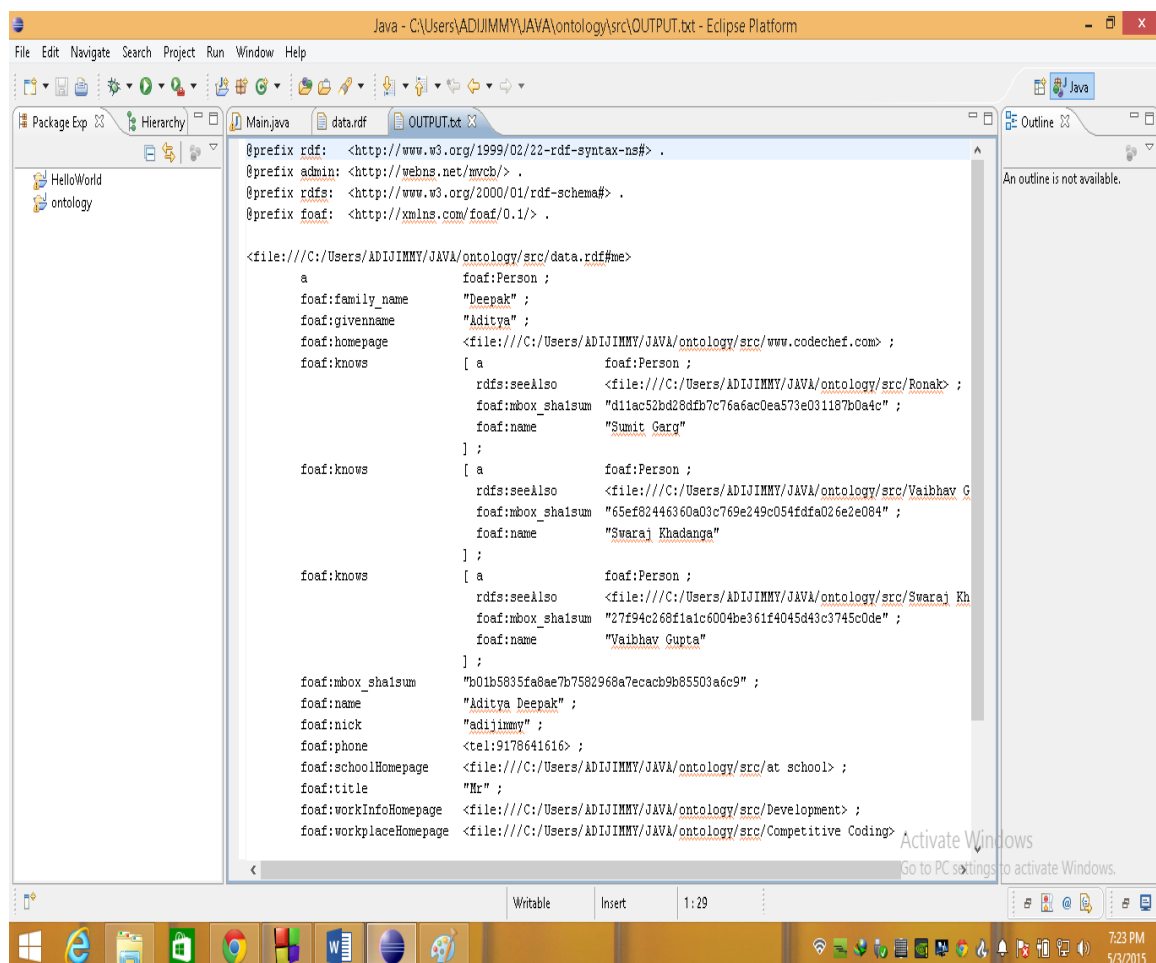 Java - C:\Users\ADIJIMMY\JAVA\ontology\src\OUTPUT.txt - Eclipse Platform
File Edit Navigate Search Project Run Window Help
Java
Package Exp Hierarchy Main.java data.rdf OUTPUT.txt Outline
HelloWorld
ontology
An outline is not available.
@prefix rdf: <http://www.w3.org/1999/02/22-rdf-syntax-ns#> .
@prefix admin: <http://webns.net/mvcb/> .
@prefix rdfs: <http://www.w3.org/2000/01/rdf-schema#> .
@prefix foaf: <http://xmlns.com/foaf/0.1/> .
<file:///C:/Users/ADIJIMMY/JAVA/ontology/src/data.rdf#me>
a foaf:Person ;
foaf:family_name "Deepak" ;
foaf:givenname "Aditya" ;
foaf:homepage <file:///C:/Users/ADIJIMMY/JAVA/ontology/src/www.codechef.com> ;
foaf:knows [ a foaf:Person ;
rdfs:seeAlso <file:///C:/Users/ADIJIMMY/JAVA/ontology/src/Ronak> ;
foaf:mbox_sha1sum "d11ac52bd28dfb7c76a6ac0ea573e031187b0a4c" ;
foaf:name "Sumit Garg"
] ;
foaf:knows [ a foaf:Person ;
rdfs:seeAlso <file:///C:/Users/ADIJIMMY/JAVA/ontology/src/Vaibhav G
foaf:mbox_sha1sum "65ef82446360a03c769e249c054fdfa026e2e084" ;
foaf:name "Swaraj Khadanga"
] ;
foaf:knows [ a foaf:Person ;
rdfs:seeAlso <file:///C:/Users/ADIJIMMY/JAVA/ontology/src/Swaraj Kh
foaf:mbox_sha1sum "27f94c268f1a1c6004be361f4045d43c3745c0de" ;
foaf:name "Vaibhav Gupta"
] ;
foaf:mbox_sha1sum "b01b5835fa8ae7b7582968a7ecacb9b85503a6c9" ;
foaf:name "Aditya Deepak" ;
foaf:nick "adijimmy" ;
foaf:phone <tel:9178641616> ;
foaf:schoolHomepage <file:///C:/Users/ADIJIMMY/JAVA/ontology/src/at school> ;
foaf:title "Mr" ;
foaf:workInfoHomepage <file:///C:/Users/ADIJIMMY/JAVA/ontology/src/Development> ;
foaf:workplaceHomepage <file:///C:/Users/ADIJIMMY/JAVA/ontology/src/Competitive Coding> .
Activate Windows
Go to PC settings to activate Windows.
Writable Insert 1 : 29
7:23 PM
5/3/2015